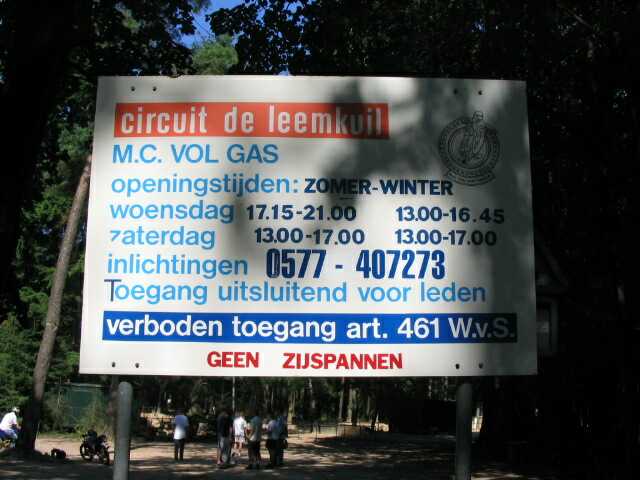 circuit de leemkuil
M.C. VOL GAS
openingstijden: ZOMER-WINTER
woensdag 17.15-21.00 13.00-16.45
zaterdag 13.00-17.00 13.00-17.00
inlichtingen 0577 - 407273
Toegang uitsluitend voor leden
verboden toegang art. 461 W.v.S.
GEEN ZIJSPANNEN